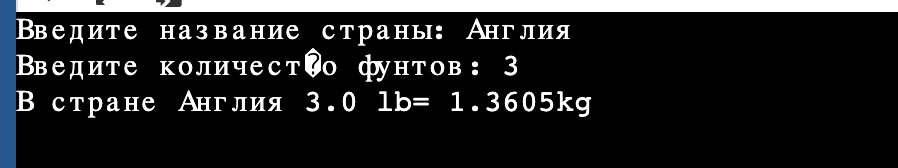 Введите название страны: Англия
Введите количест�о фунтов: 3
В стране Англия 3.0 lb= 1.3605kg